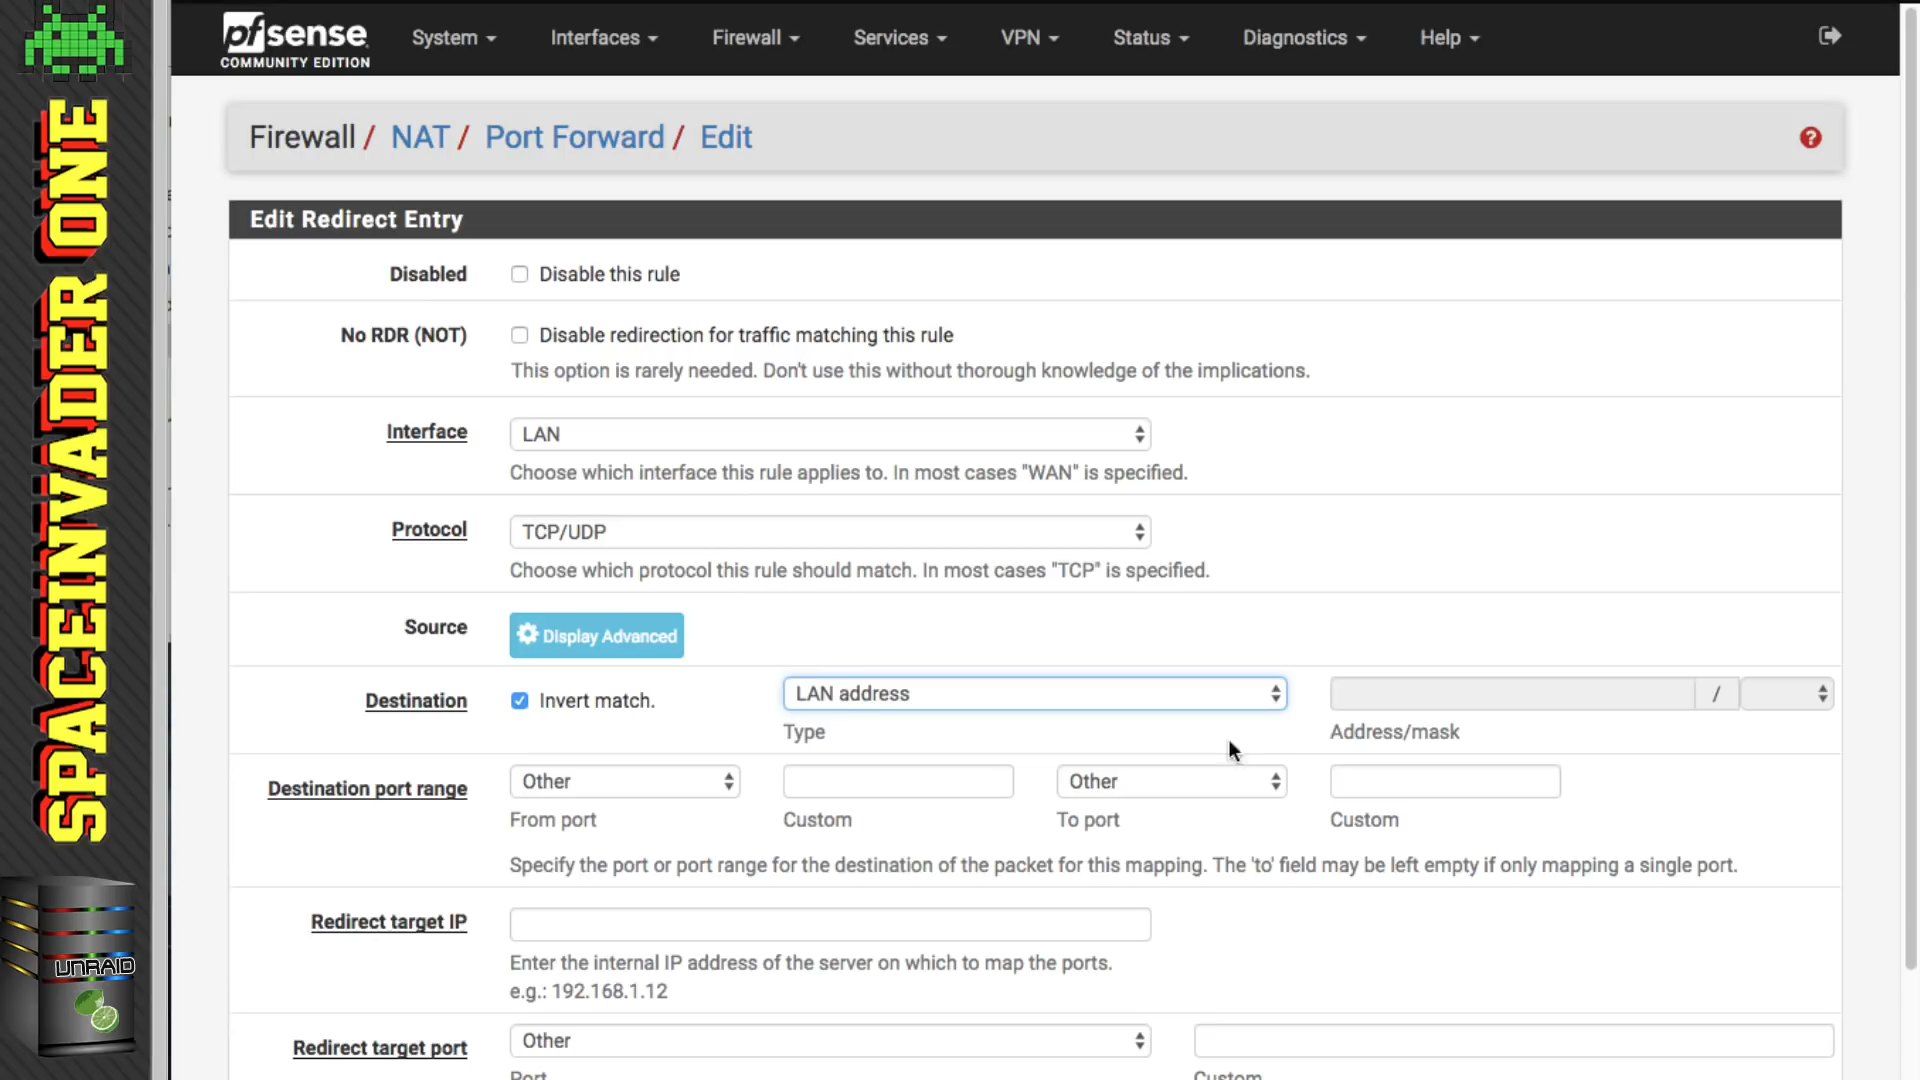 SPACEINVADER ONE
UNRAID
pfsense
COMMUNITY EDITION
System Interfaces Firewall Services VPN Status Diagnostics Help
Firewall / NAT / Port Forward / Edit
Edit Redirect Entry
Disabled Disable this rule
No RDR (NOT) Disable redirection for traffic matching this rule
This option is rarely needed. Don't use this without thorough knowledge of the implications.
Interface LAN
Choose which interface this rule applies to. In most cases "WAN" is specified.
Protocol TCP/UDP
Choose which protocol this rule should match. In most cases "TCP" is specified.
Source Display Advanced
Destination Invert match. LAN address /
Type Address/mask
Destination port range Other Other
From port Custom To port Custom
Specify the port or port range for the destination of the packet for this mapping. The 'to' field may be left empty if only mapping a single port.
Redirect target IP
Enter the internal IP address of the server on which to map the ports.
e.g.: 192.168.1.12
Redirect target port Other
Port Custom